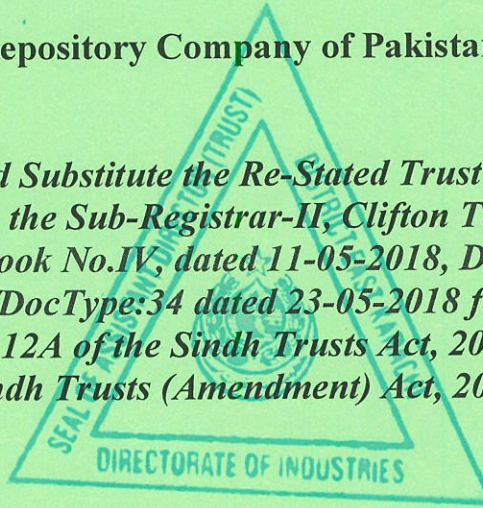 epository Company of Pakistan
d Substitute the Re-Stated Trust
the Sub-Registrar-II, Clifton T
ook No.IV, dated 11-05-2018, D
/DocType:34 dated 23-05-2018 f
12A of the Sindh Trusts Act, 20
ndh Trusts (Amendment) Act, 20
SEAL OF ASSISTANT DIRECTOR (TRUST)
DIRECTORATE OF INDUSTRIES